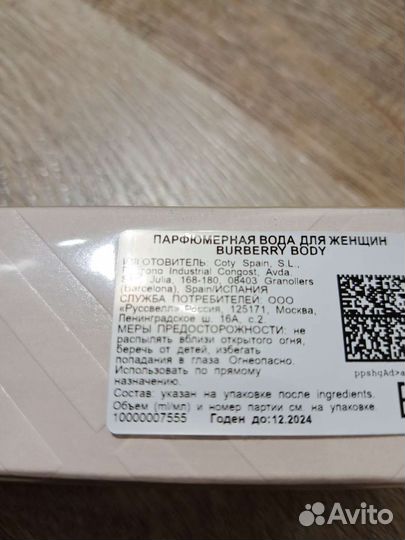 ПАРФЮМЕРНАЯ ВОДА ДЛЯ ЖЕНЩИН
BURBERRY BODY
ИЗГОТОВИТЕЛЬ: Coty Spain, S.L.,
Industrial Congost, Avda.
Julia, 168-180, 08403 Granollers
(Barcelona), Spain/ИСПАНИЯ
СЛУЖБА ПОТРЕБИТЕЛЕЙ: ООО
«Руссвелл» Россия, 125171, Москва,
Ленинградское ш. 16А, с 2.
МЕРЫ ПРЕДОСТОРОЖНОСТИ: не
распылять вблизи открытого огня,
беречь от детей, избегать
попадания в глаза. Огнеопасно.
Использовать по прямому
назначению.
Состав: указан на упаковке после ingredients.
Объем (ml/мл) и номер партии см. на упаковке
10000007555 Годен до:12.2024
ppshqAd>a
Avito